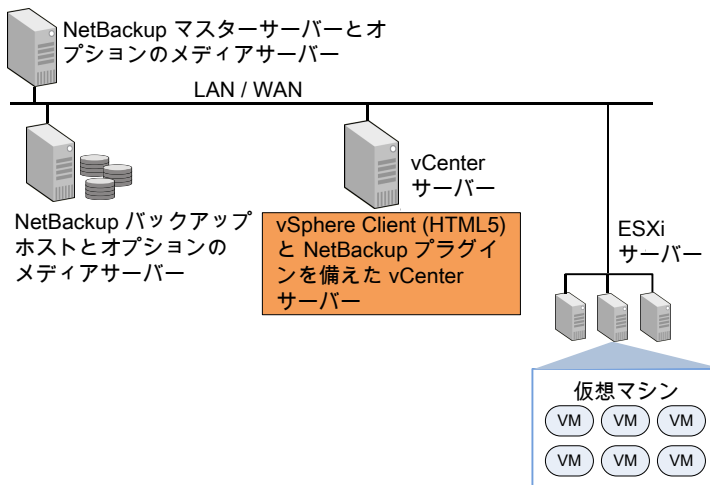 NetBackup マスターサーバーとオ
プションのメディアサーバー
LAN / WAN
vCenter
サーバー
NetBackup バックアップ
ホストとオプションの
メディアサーバー
vSphere Client (HTML5)
と NetBackup プラグイ
ンを備えた vCenter
サーバー
ESXi
サーバー
仮想マシン
VM VM VM
VM VM VM